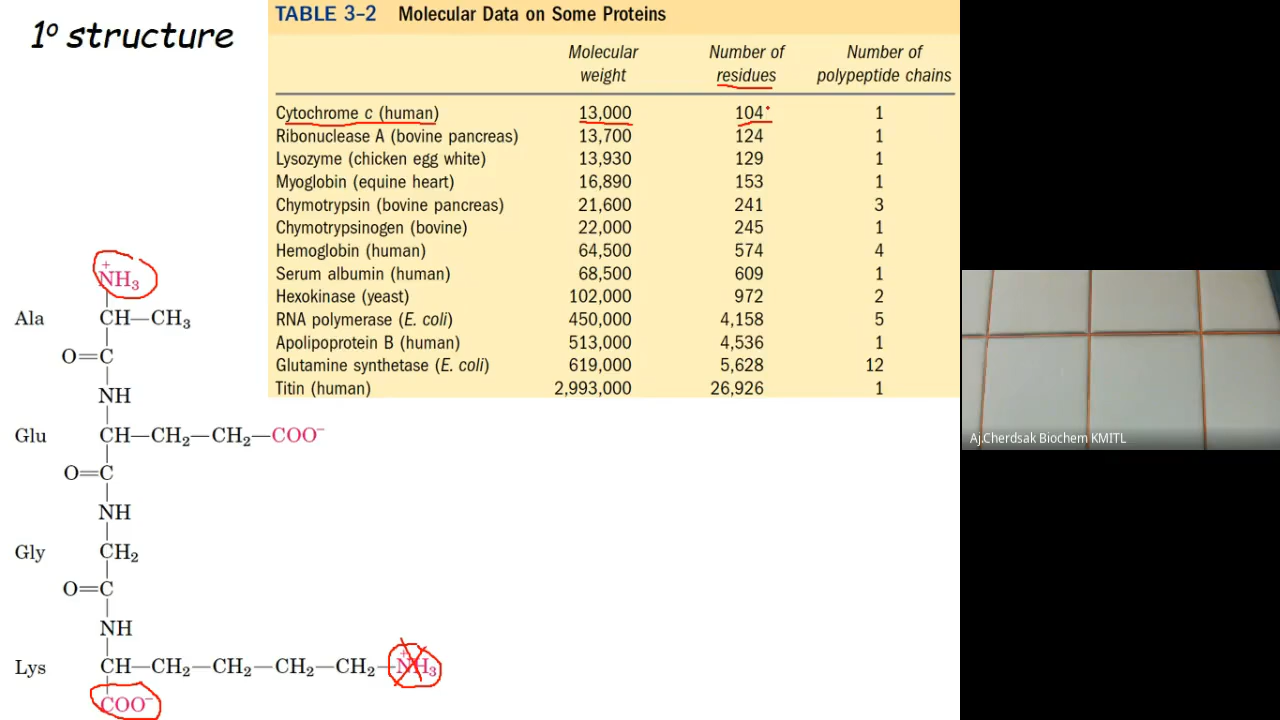 1º structure
TABLE 3–2 Molecular Data on Some Proteins
Molecular weight Number of residues Number of polypeptide chains
Cytochrome c (human) 13,000 104 1
Ribonuclease A (bovine pancreas) 13,700 124 1
Lysozyme (chicken egg white) 13,930 129 1
Myoglobin (equine heart) 16,890 153 1
Chymotrypsin (bovine pancreas) 21,600 241 3
Chymotrypsinogen (bovine) 22,000 245 1
Hemoglobin (human) 64,500 574 4
Serum albumin (human) 68,500 609 1
Hexokinase (yeast) 102,000 972 2
RNA polymerase (E. coli) 450,000 4,158 5
Apolipoprotein B (human) 513,000 4,536 1
Glutamine synthetase (E. coli) 619,000 5,628 12
Titin (human) 2,993,000 26,926 1
N⁺H₃
Ala CH—CH₃
O=C
NH
Glu CH—CH₂—CH₂—COO⁻
O=C
NH
Gly CH₂
O=C
NH
Lys CH—CH₂—CH₂—CH₂—CH₂—N⁺H₃
COO⁻
Aj.Cherdsak Biochem KMITL